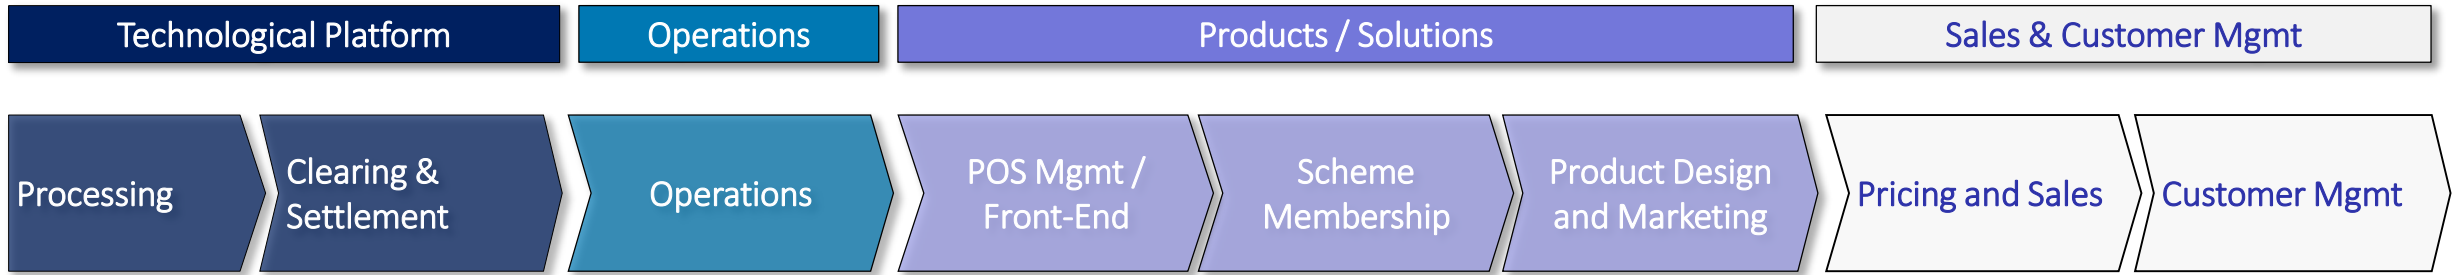 Technological Platform
Operations
Products / Solutions
Sales & Customer Mgmt
Processing
Clearing &
Settlement
Operations
POS Mgmt /
Front-End
Scheme
Membership
Product Design
and Marketing
Pricing and Sales
Customer Mgmt